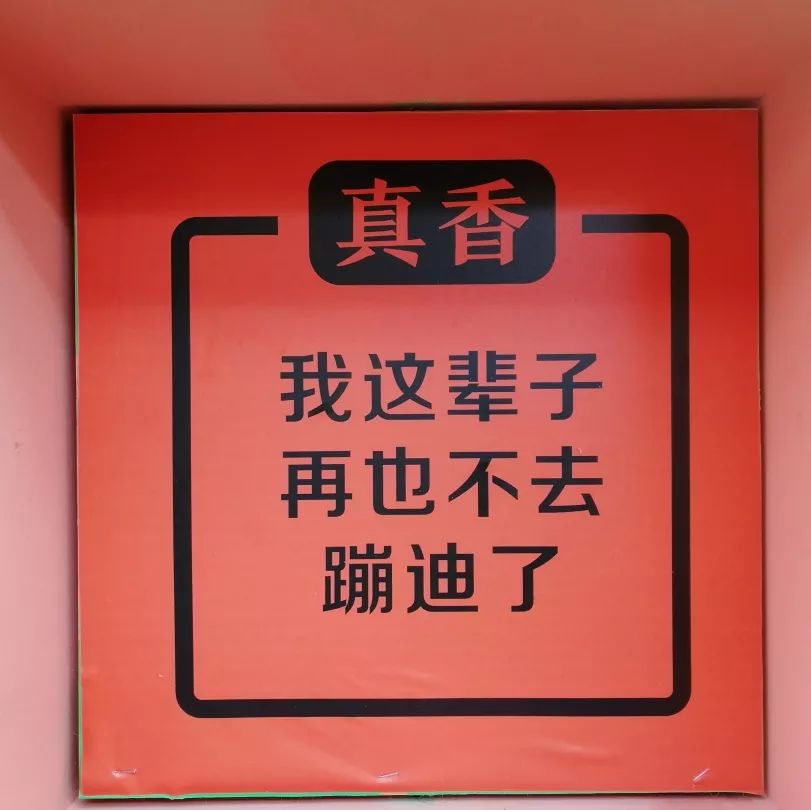 真香
我这辈子
再也不去
蹦迪了